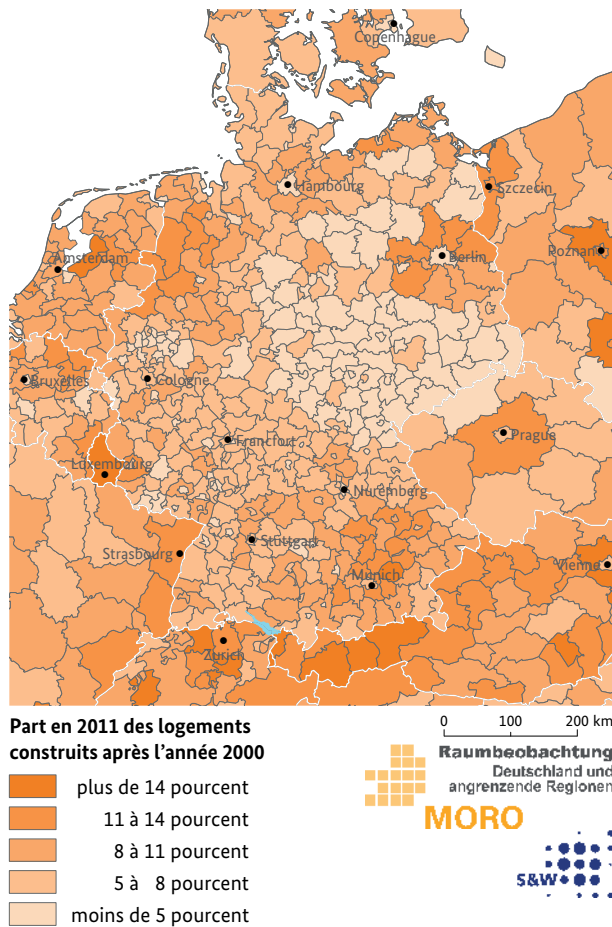 Copenhague
Hambourg
Szczecin
Amsterdam
Berlin
Poznan
Bruxelles
Cologne
Francfort
Prague
Luxembourg
Nuremberg
Stuttgart
Strasbourg
Munich
Vienne
Zurich
Part en 2011 des logements
construits après l'année 2000
plus de 14 pourcent
11 à 14 pourcent
8 à 11 pourcent
5 à 8 pourcent
moins de 5 pourcent
0 100 200 km
Raumbeobachtung
Deutschland und
angrenzende Regionen
MORO
S&W